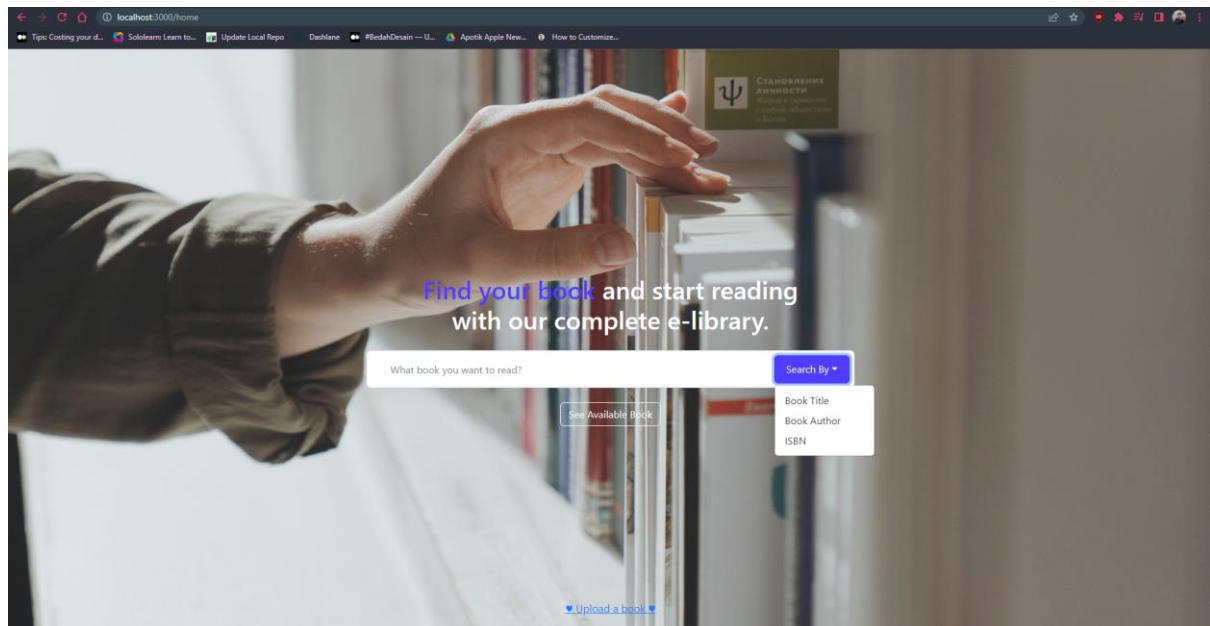 localhost:3000/home
Tips: Costing your d... Sololearn: Learn to... Update Local Repo Dashlane #BedahDesain — U... Apotik Apple New... How to Customize...
Ψ
Становление
личности
Find your book and start reading
with our complete e-library.
What book you want to read?
Search By
Book Title
Book Author
ISBN
See Available Book
♥ Upload a book ♥